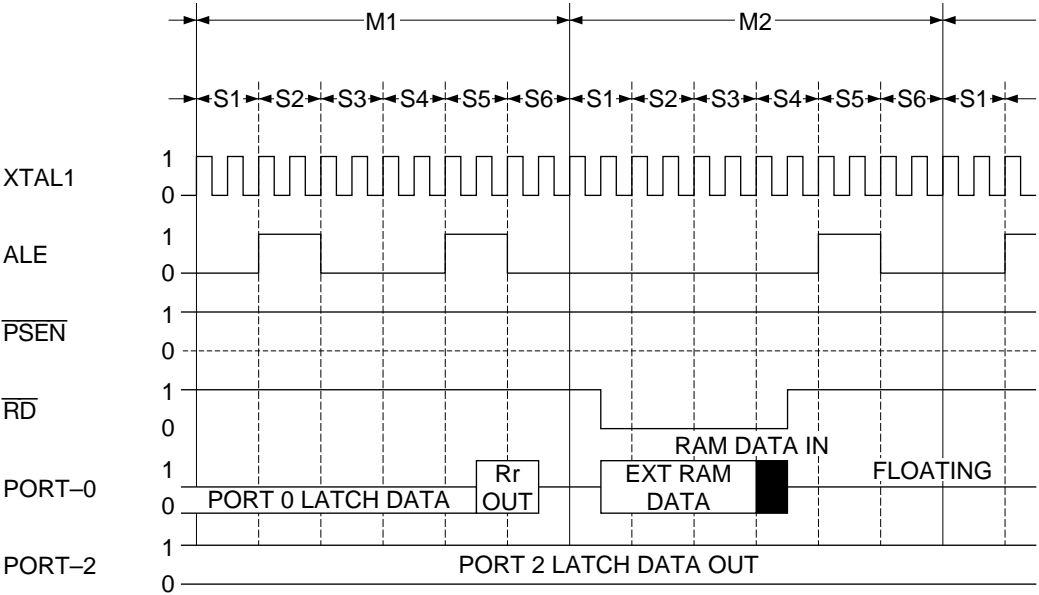 M1 M2
S1 S2 S3 S4 S5 S6 S1 S2 S3 S4 S5 S6 S1
XTAL1 1
0
ALE 1
0
PSEN 1
0
RD 1
0
RAM DATA IN
PORT–0 1
0
PORT 0 LATCH DATA
Rr
OUT
EXT RAM
DATA
FLOATING
PORT–2 1
0
PORT 2 LATCH DATA OUT